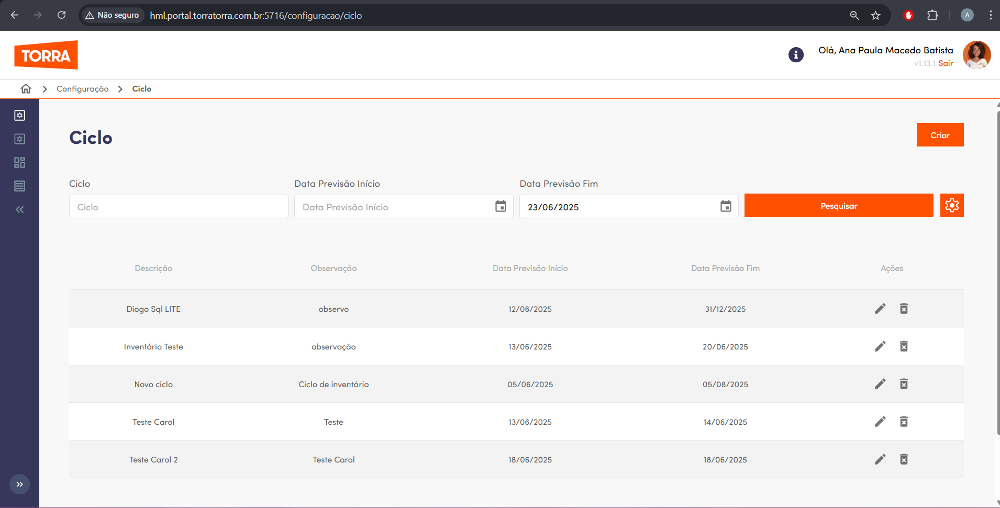 Não seguro
hml.portal.torratorra.com.br:5716/configuracao/ciclo
A
TORRA
Olá, Ana Paula Macedo Batista
v1.13.1 Sair
Configuração
Ciclo
Ciclo
Criar
Ciclo
Data Previsão Início
Data Previsão Fim
Ciclo
Data Previsão Início
23/06/2025
Pesquisar
Descrição Observação Data Previsão Início Data Previsão Fim Ações
Diogo Sql LITE observo 12/06/2025 31/12/2025
Inventário Teste observação 13/06/2025 20/06/2025
Novo ciclo Ciclo de inventário 05/06/2025 05/08/2025
Teste Carol Teste 13/06/2025 14/06/2025
Teste Carol 2 Teste Carol 18/06/2025 18/06/2025